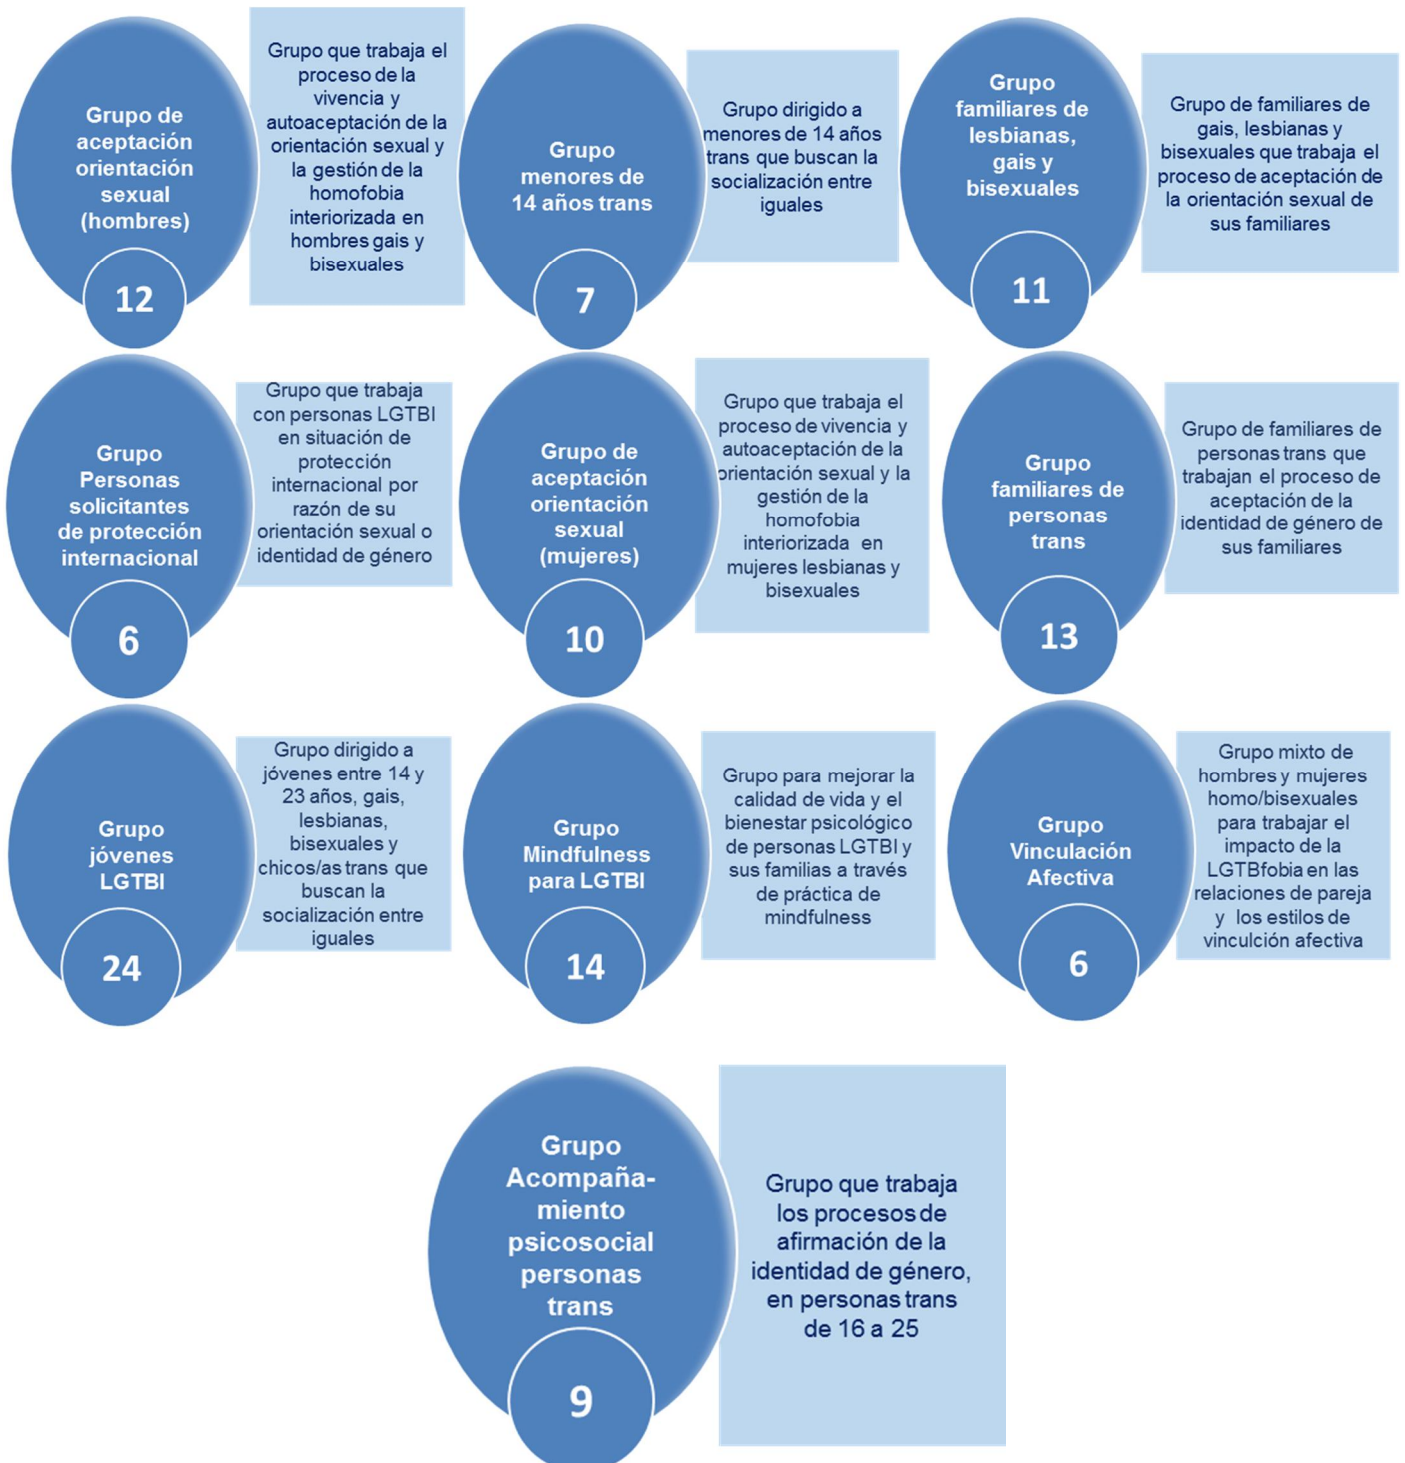 Grupo de
aceptación
orientación
sexual
(hombres)
12
Grupo que trabaja el
proceso de la
vivencia y
autoaceptación de la
orientación sexual y
la gestión de la
homofobia
interiorizada en
hombres gais y
bisexuales
Grupo
menores de
14 años trans
7
Grupo dirigido a
menores de 14 años
trans que buscan la
socialización entre
iguales
Grupo
familiares de
lesbianas,
gais y
bisexuales
11
Grupo de familiares de
gais, lesbianas y
bisexuales que trabaja el
proceso de aceptación de
la orientación sexual de
sus familiares
Grupo
Personas
solicitantes
de protección
internacional
6
Grupo que trabaja
con personas LGTBI
en situación de
protección
internacional por
razón de su
orientación sexual o
identidad de género
Grupo de
aceptación
orientación
sexual
(mujeres)
10
Grupo que trabaja el
proceso de vivencia y
autoaceptación de la
orientación sexual y la
gestión de la
homofobia
interiorizada en
mujeres lesbianas y
bisexuales
Grupo
familiares de
personas
trans
13
Grupo de familiares de
personas trans que
trabajan el proceso de
aceptación de la
identidad de género de
sus familiares
Grupo
jóvenes
LGTBI
24
Grupo dirigido a
jóvenes entre 14 y
23 años, gais,
lesbianas,
bisexuales y
chicos/as trans que
buscan la
socialización entre
iguales
Grupo
Mindfulness
para LGTBI
14
Grupo para mejorar la
calidad de vida y el
bienestar psicológico
de personas LGTBI y
sus familias a través
de práctica de
mindfulness
Grupo
Vinculación
Afectiva
6
Grupo mixto de
hombres y mujeres
homo/bisexuales
para trabajar el
impacto de la
LGTBfobia en las
relaciones de pareja
y los estilos de
vinculción afectiva
Grupo
Acompaña-
miento
psicosocial
personas
trans
9
Grupo que trabaja
los procesos de
afirmación de la
identidad de género,
en personas trans
de 16 a 25